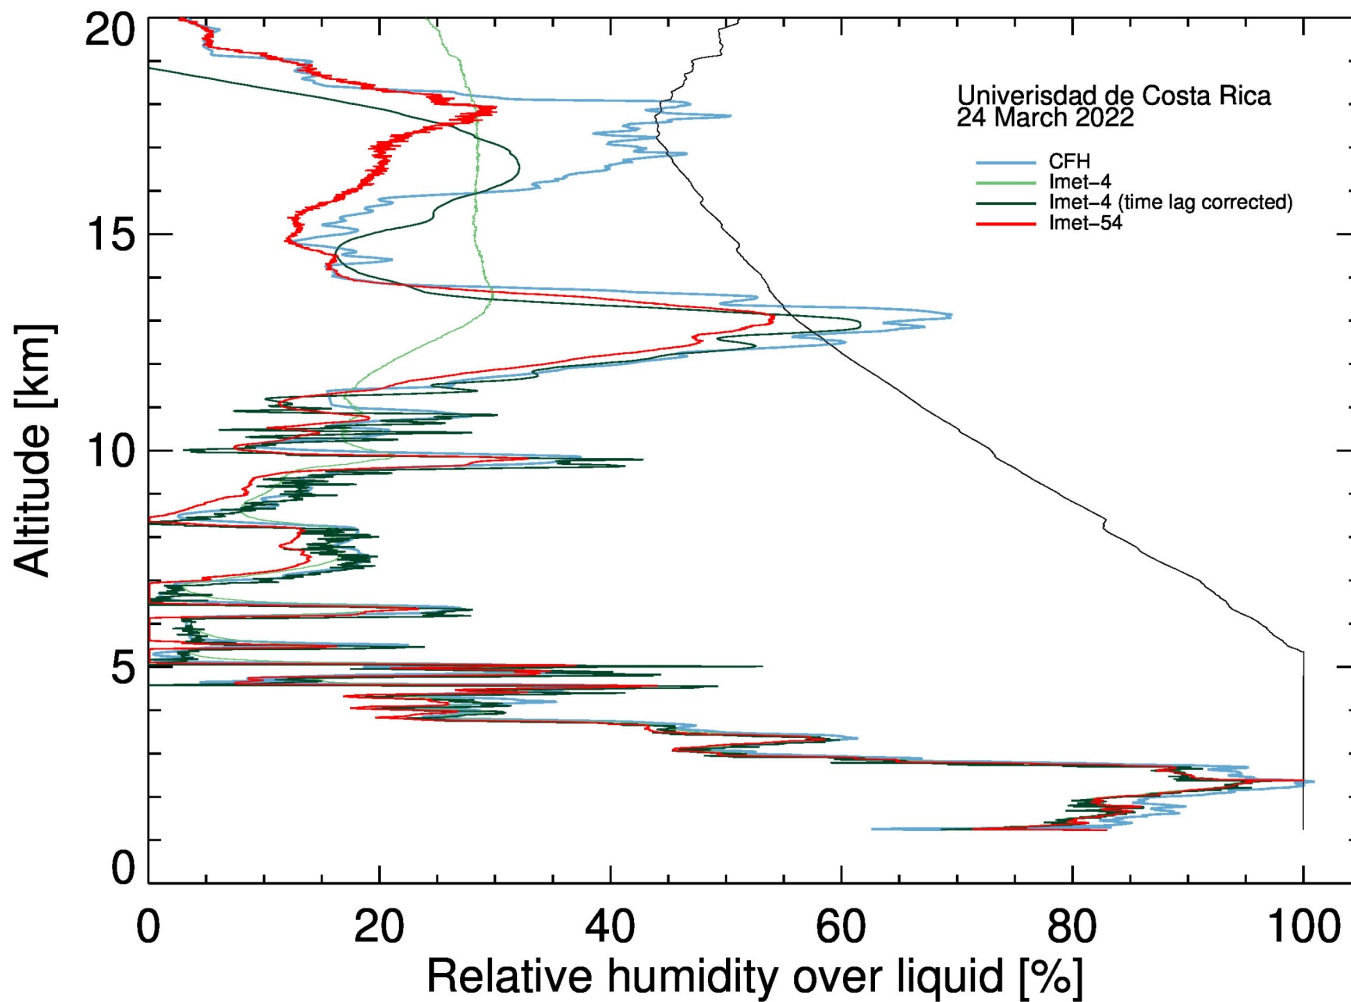 20
15
10
5
0
Altitude [km]
Univerisdad de Costa Rica
24 March 2022
CFH
Imet-4
Imet-4 (time lag corrected)
Imet-54
0 20 40 60 80 100
Relative humidity over liquid [%]